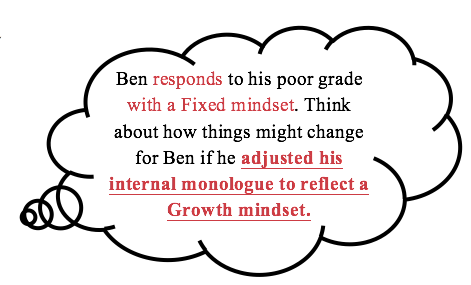 Ben responds to his poor grade
with a Fixed mindset. Think
about how things might change
for Ben if he adjusted his
internal monologue to reflect a
Growth mindset.